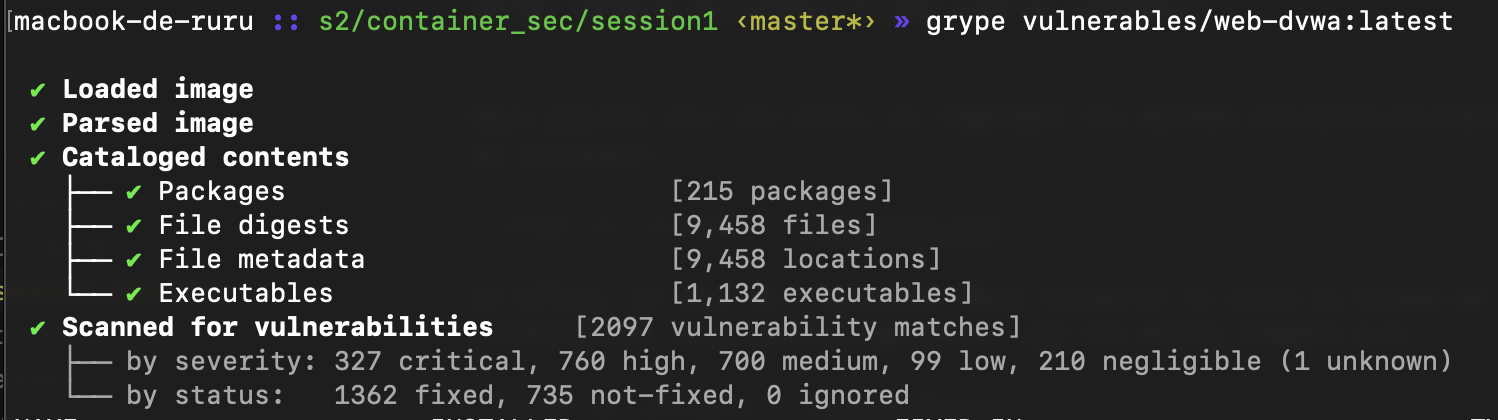 [macbook-de-ruru :: s2/container_sec/session1 ‹master*› » grype vulnerables/web-dvwa:latest
✔ Loaded image
✔ Parsed image
✔ Cataloged contents
├── ✔ Packages [215 packages]
├── ✔ File digests [9,458 files]
├── ✔ File metadata [9,458 locations]
└── ✔ Executables [1,132 executables]
✔ Scanned for vulnerabilities [2097 vulnerability matches]
├── by severity: 327 critical, 760 high, 700 medium, 99 low, 210 negligible (1 unknown)
└── by status: 1362 fixed, 735 not-fixed, 0 ignored